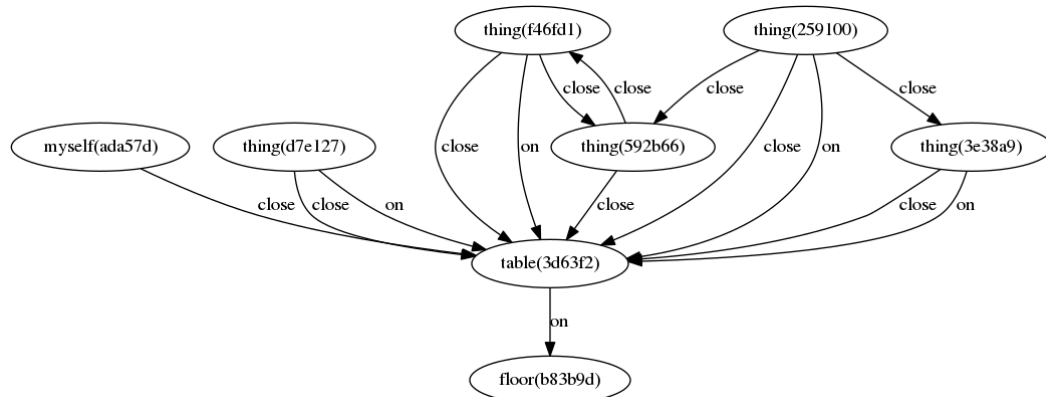 thing(f46fd1)
thing(259100)
close
close
close
close
myself(ada57d)
thing(d7e127)
close
on
thing(592b66)
close
on
thing(3e38a9)
close
close
on
close
close
on
table(3d63f2)
on
floor(b83b9d)